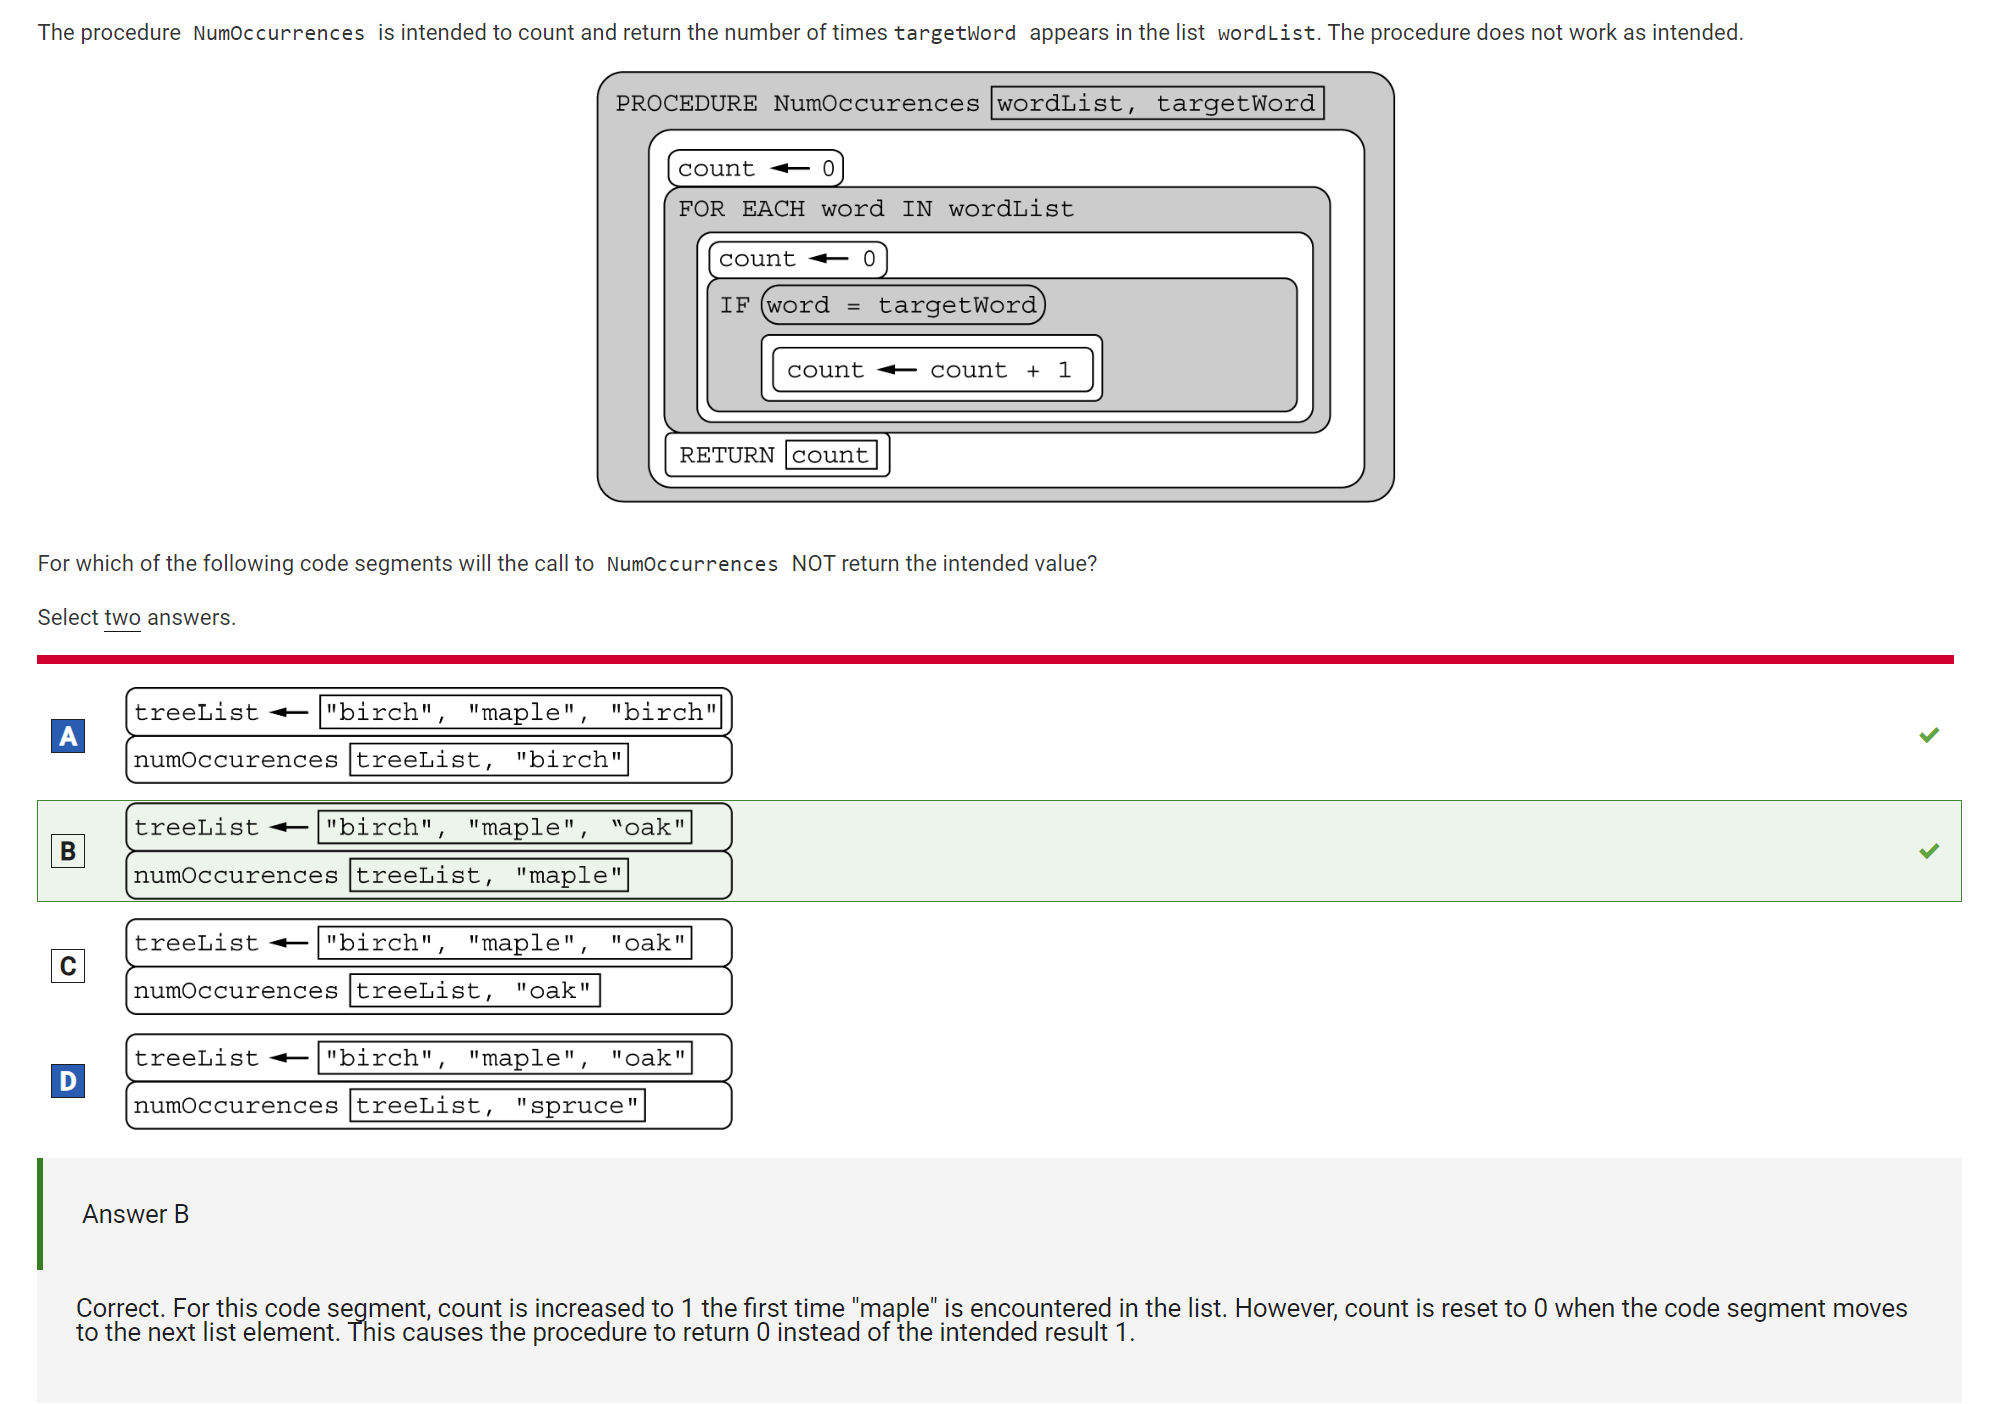 The procedure NumOccurrences is intended to count and return the number of times targetWord appears in the list wordList. The procedure does not work as intended.
PROCEDURE NumOccurences wordList, targetWord
count ← 0
FOR EACH word IN wordList
count ← 0
IF word = targetWord
count ← count + 1
RETURN count
For which of the following code segments will the call to NumOccurrences NOT return the intended value?
Select two answers.
A
treeList ← "birch", "maple", "birch"
numOccurences treeList, "birch"
B
treeList ← "birch", "maple", “oak"
numOccurences treeList, "maple"
C
treeList ← "birch", "maple", "oak"
numOccurences treeList, "oak"
D
treeList ← "birch", "maple", "oak"
numOccurences treeList, "spruce"
Answer B
Correct. For this code segment, count is increased to 1 the first time "maple" is encountered in the list. However, count is reset to 0 when the code segment moves
to the next list element. This causes the procedure to return 0 instead of the intended result 1.